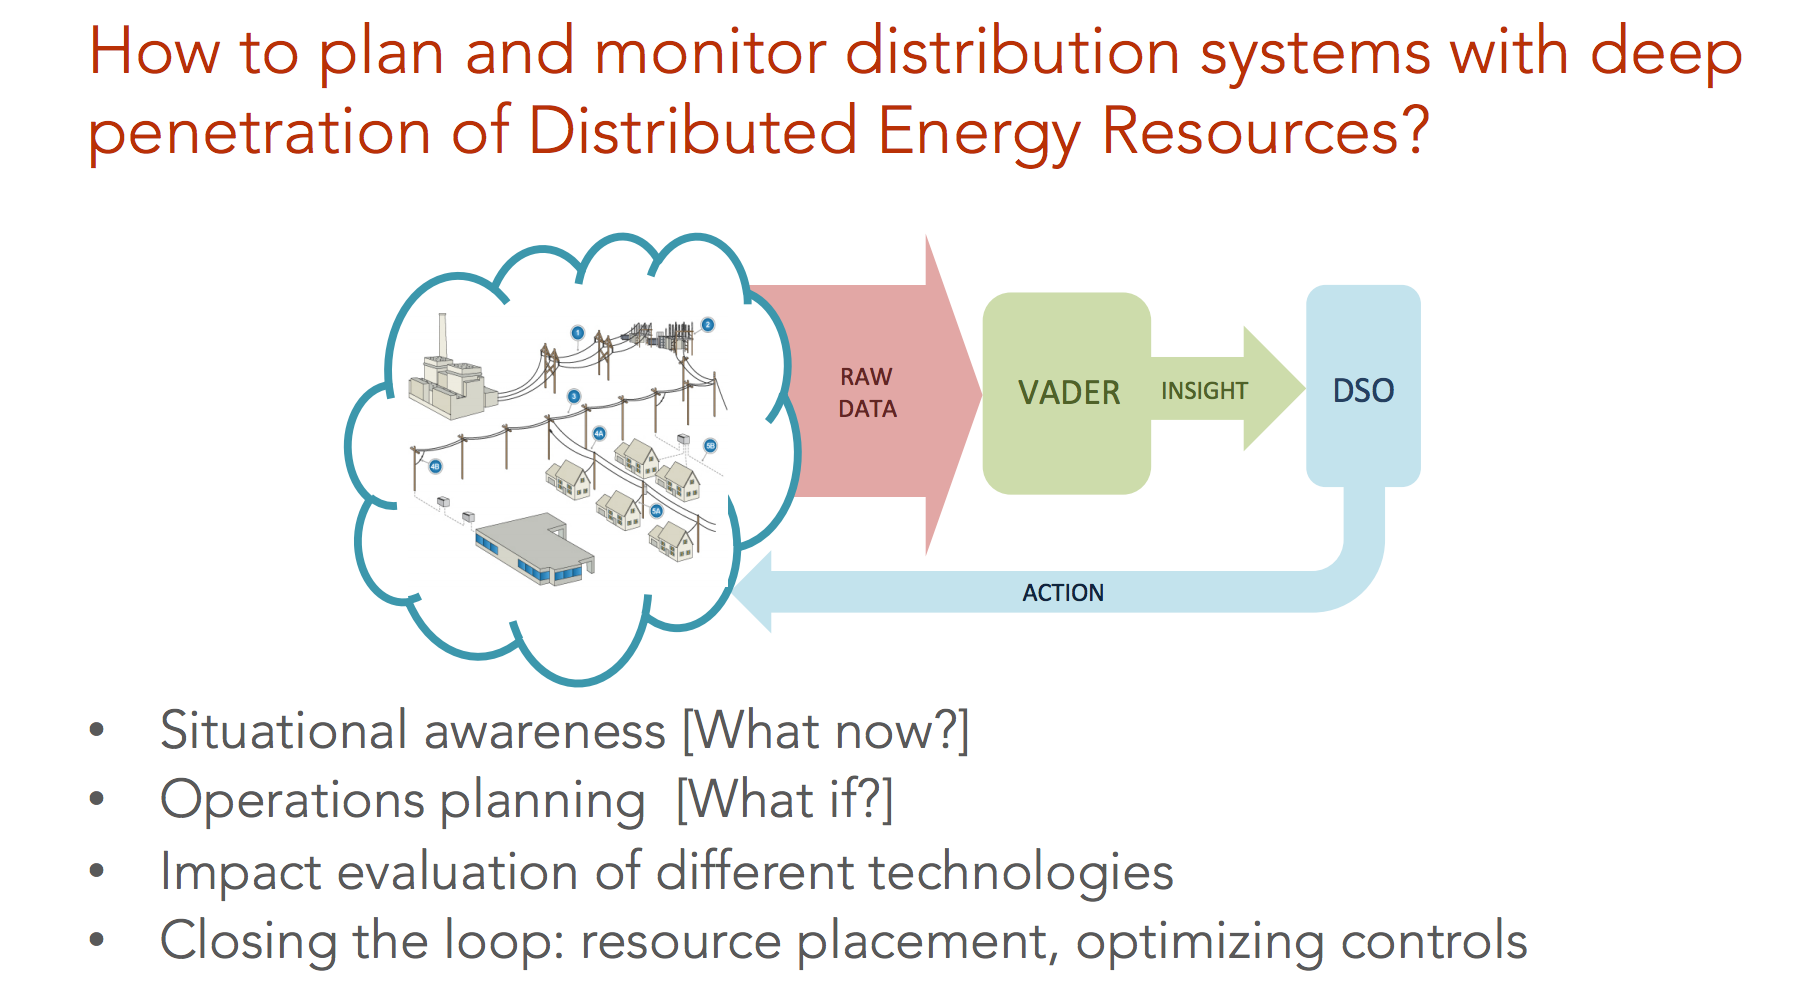 How to plan and monitor distribution systems with deep
penetration of Distributed Energy Resources?
1
2
3
4A
4B
5B
5A
RAW
DATA
VADER
INSIGHT
DSO
ACTION
• Situational awareness [What now?]
• Operations planning [What if?]
• Impact evaluation of different technologies
• Closing the loop: resource placement, optimizing controls